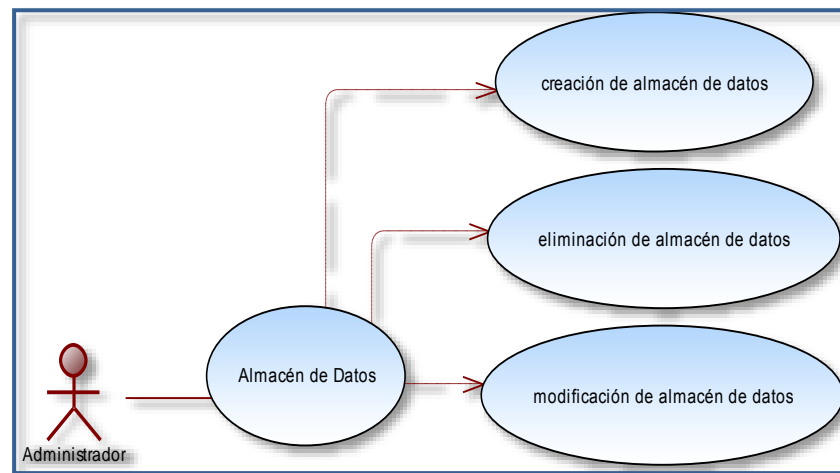 creación de almacén de datos
eliminación de almacén de datos
Almacén de Datos
modificación de almacén de datos
Administrador